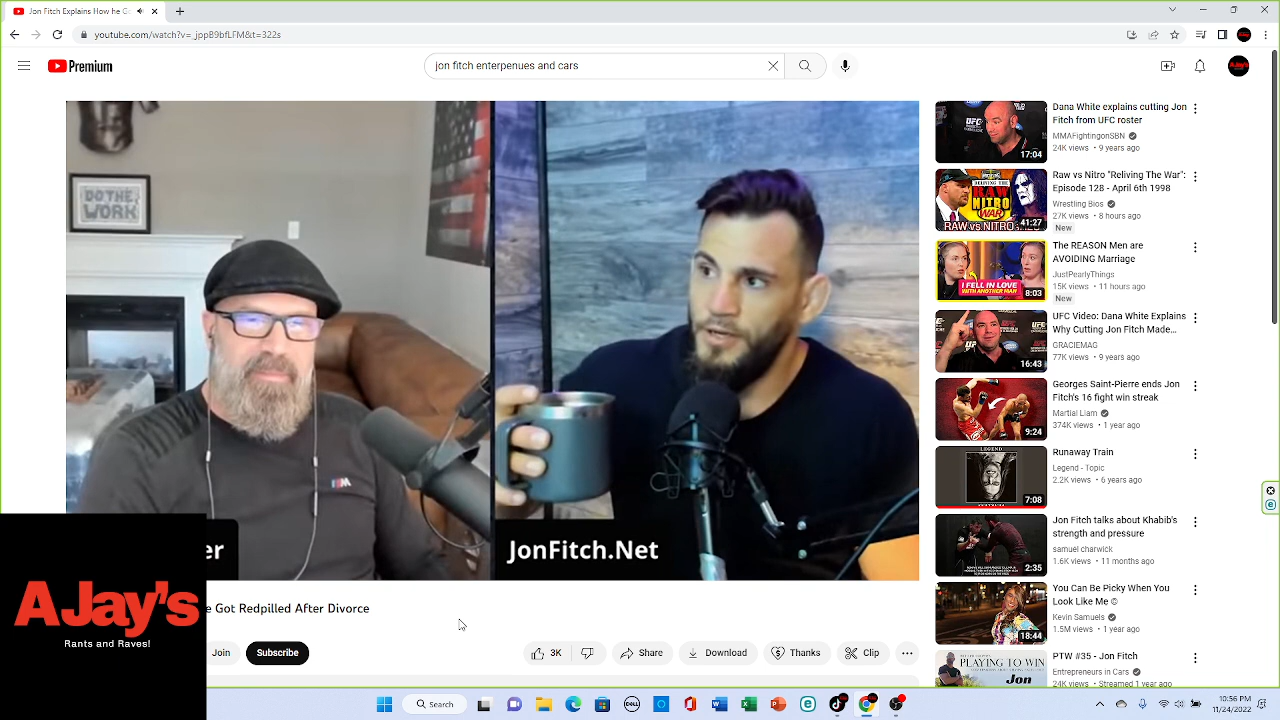 Jon Fitch Explains How he Go
youtube.com/watch?v=_jppB9bfLFM&t=322s
Premium
jon fitch enterpenues and cars
DO THE
WORK
er
JonFitch.Net
AJay's
Rants and Raves!
e Got Redpilled After Divorce
Join
Subscribe
3K
Share
Download
Thanks
Clip
17:04
Dana White explains cutting Jon
Fitch from UFC roster
MMAFightingonSBN
24K views • 9 years ago
RELIVING THE
RAW
NITRO
WAR
41:27
RAW vs. NITRO
Raw vs Nitro "Reliving The War":
Episode 128 - April 6th 1998
Wrestling Bios
27K views • 8 hours ago
New
I FELL IN LOVE
WITH ANOTHER MAN
8:03
The REASON Men are
AVOIDING Marriage
JustPearlyThings
15K views • 11 hours ago
New
16:43
UFC Video: Dana White Explains
Why Cutting Jon Fitch Made...
GRACIEMAG
77K views • 9 years ago
9:24
Georges Saint-Pierre ends Jon
Fitch's 16 fight win streak
Martial Liam
374K views • 1 year ago
LEGEND
7:08
Runaway Train
Legend - Topic
2.2K views • 6 years ago
2:35
Jon Fitch talks about Khabib's
strength and pressure
samuel charwick
1.6K views • 11 months ago
18:44
You Can Be Picky When You
Look Like Me ©
Kevin Samuels
1.5M views • 1 year ago
PLAYING TO WIN
Jon
PTW #35 - Jon Fitch
Entrepreneurs in Cars
24K views • Streamed 1 year ago
Search
10:56 PM
11/24/2022